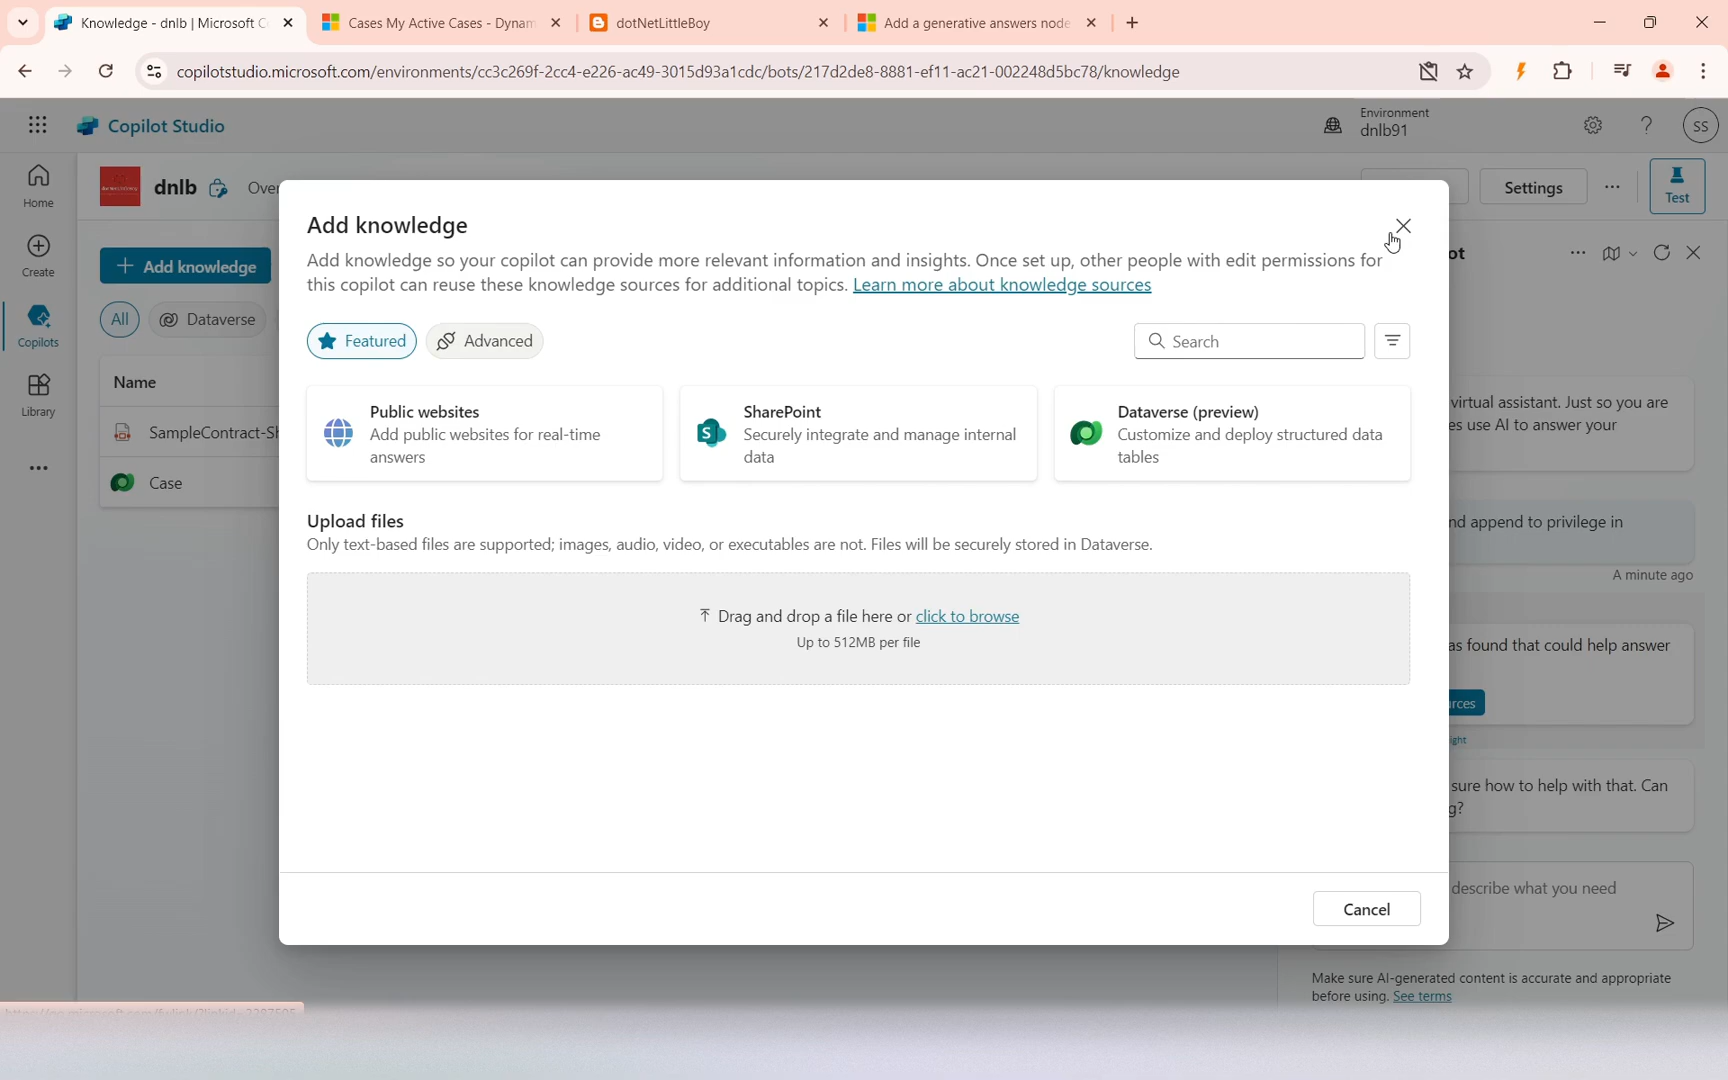 Knowledge - dnlb | Microsoft C
Cases My Active Cases - Dynam
dotNetLittleBoy
Add a generative answers node
copilotstudio.microsoft.com/environments/cc3c269f-2cc4-e226-ac49-3015d93a1cdc/bots/217d2de8-8881-ef11-ac21-002248d5bc78/knowledge
Copilot Studio
Environment
dnlb91
SS
Home
Create
Copilots
Library
dnlb
Over
Settings
Test
Add knowledge
All
Dataverse
Name
SampleContract-Sh
Case
Add knowledge
Add knowledge so your copilot can provide more relevant information and insights. Once set up, other people with edit permissions for
this copilot can reuse these knowledge sources for additional topics. Learn more about knowledge sources
Featured
Advanced
Search
Public websites
Add public websites for real-time
answers
SharePoint
Securely integrate and manage internal
data
Dataverse (preview)
Customize and deploy structured data
tables
Upload files
Only text-based files are supported; images, audio, video, or executables are not. Files will be securely stored in Dataverse.
Drag and drop a file here or click to browse
Up to 512MB per file
Cancel
ot
virtual assistant. Just so you are
es use AI to answer your
nd append to privilege in
A minute ago
as found that could help answer
rces
ight
sure how to help with that. Can
g?
describe what you need
Make sure AI-generated content is accurate and appropriate
before using. See terms